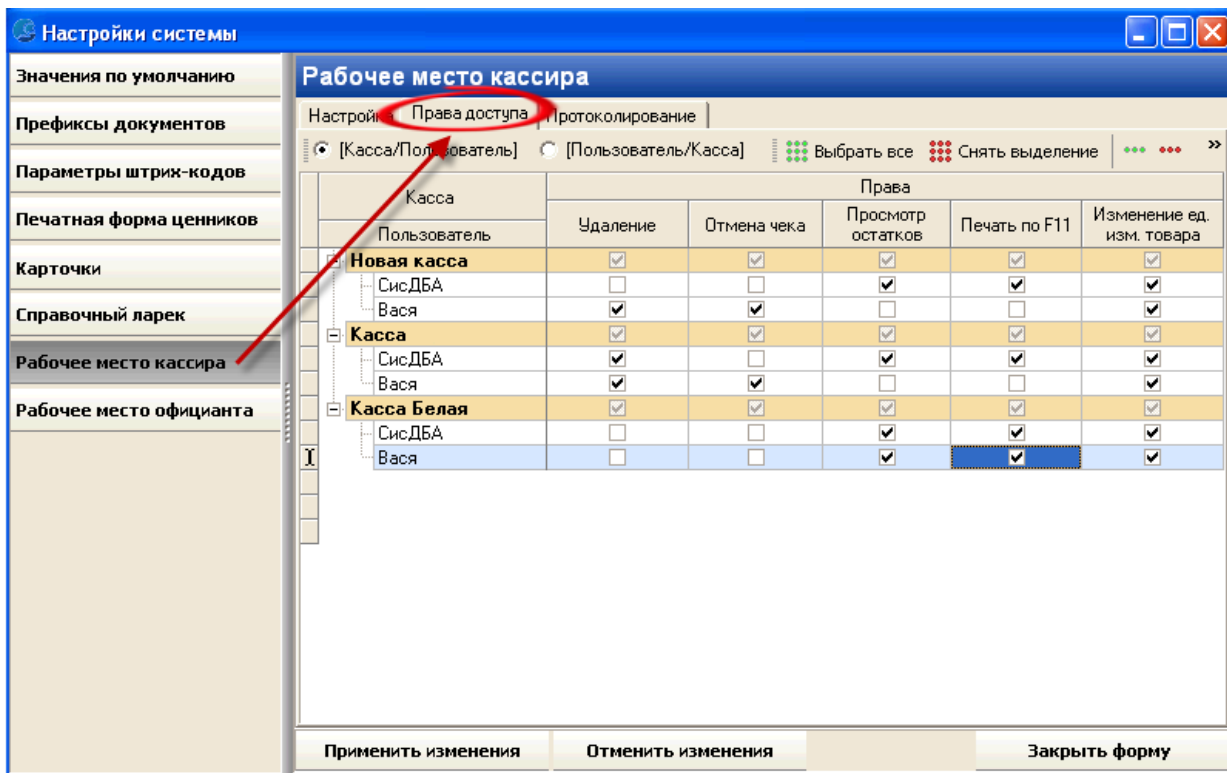 Настройки системы
Значения по умолчанию
Префиксы документов
Параметры штрих-кодов
Печатная форма ценников
Карточки
Справочный ларек
Рабочее место кассира
Рабочее место официанта
Рабочее место кассира
Права доступа Протоколирование
[Касса/Пользователь] [Пользователь/Касса] Выбрать все Снять выделение »
Касса Права
Пользователь Удаление Отмена чека Просмотр остатков Печать по F11 Изменение ед. изм. товара
Новая касса
СисДБА
Вася
Касса
СисДБА
Вася
Касса Белая
СисДБА
Вася
Применить изменения Отменить изменения Закрыть форму